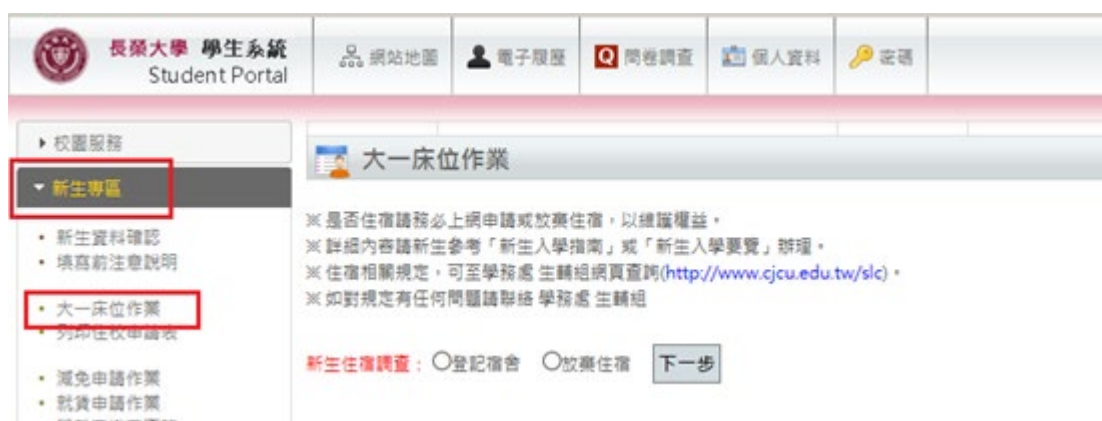 長榮大學 學生系統
Student Portal
網站地圖
電子履歷
Q 問卷調查
個人資料
密碼
校園服務
新生專區
• 新生資料確認
• 填寫前注意說明
• 大一床位作業
• 列印住校申請表
• 減免申請作業
• 就貸申請作業
大一床位作業
※是否住宿請務必上網申請或放棄住宿，以維護權益。
※詳細內容請新生參考「新生入學指南」或「新生入學要覽」辦理。
※住宿相關規定，可至學務處 生輔組網頁查詢(http://www.cjcu.edu.tw/slc)。
※如對規定有任何問題請聯絡 學務處 生輔組
新生住宿調查：○登記宿舍 ○放棄住宿 下一步